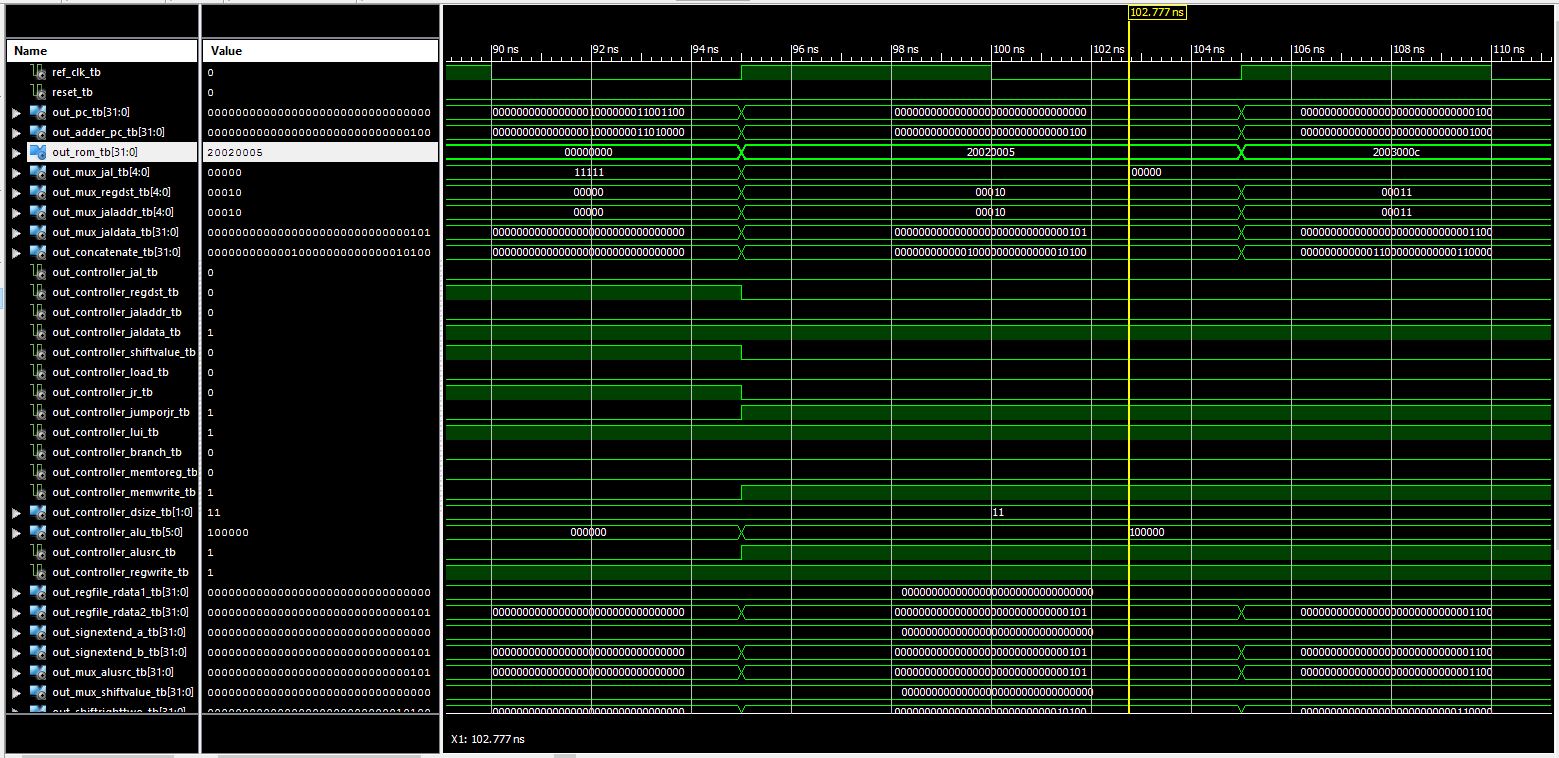 102.777 ns
Name Value 90 ns 92 ns 94 ns 96 ns 98 ns 100 ns 102 ns 104 ns 106 ns 108 ns 110 ns
ref_clk_tb 0
reset_tb 0
out_pc_tb[31:0] 00000000000000000000000000000000 00000000000000001000000011001100 00000000000000000000000000000000 00000000000000000000000000000100
out_adder_pc_tb[31:0] 00000000000000000000000000000100 00000000000000001000000011010000 00000000000000000000000000000100 00000000000000000000000000001000
out_rom_tb[31:0] 20020005 00000000 20020005 2003000c
out_mux_jal_tb[4:0] 00000 11111 00000
out_mux_regdst_tb[4:0] 00010 00000 00010 00011
out_mux_jaladdr_tb[4:0] 00010 00000 00010 00011
out_mux_jaldata_tb[31:0] 00000000000000000000000000000101 00000000000000000000000000000000 00000000000000000000000000000101 00000000000000000000000000001100
out_concatenate_tb[31:0] 00000000000010000000000000010100 00000000000000000000000000000000 00000000000010000000000000010100 00000000000011000000000000110000
out_controller_jal_tb 0
out_controller_regdst_tb 0
out_controller_jaladdr_tb 0
out_controller_jaldata_tb 1
out_controller_shiftvalue_tb 0
out_controller_load_tb 0
out_controller_jr_tb 0
out_controller_jumporjr_tb 1
out_controller_lui_tb 1
out_controller_branch_tb 0
out_controller_memtoreg_tb 0
out_controller_memwrite_tb 1
out_controller_dsize_tb[1:0] 11 11
out_controller_alu_tb[5:0] 100000 000000 100000
out_controller_alusrc_tb 1
out_controller_regwrite_tb 1
out_regfile_rdata1_tb[31:0] 00000000000000000000000000000000 00000000000000000000000000000000
out_regfile_rdata2_tb[31:0] 00000000000000000000000000000101 00000000000000000000000000000000 00000000000000000000000000000101 00000000000000000000000000001100
out_signextend_a_tb[31:0] 00000000000000000000000000000000 00000000000000000000000000000000
out_signextend_b_tb[31:0] 00000000000000000000000000000101 00000000000000000000000000000000 00000000000000000000000000000101 00000000000000000000000000001100
out_mux_alusrc_tb[31:0] 00000000000000000000000000000101 00000000000000000000000000000000 00000000000000000000000000000101 00000000000000000000000000001100
out_mux_shiftvalue_tb[31:0] 00000000000000000000000000000000 00000000000000000000000000000000
X1: 102.777 ns